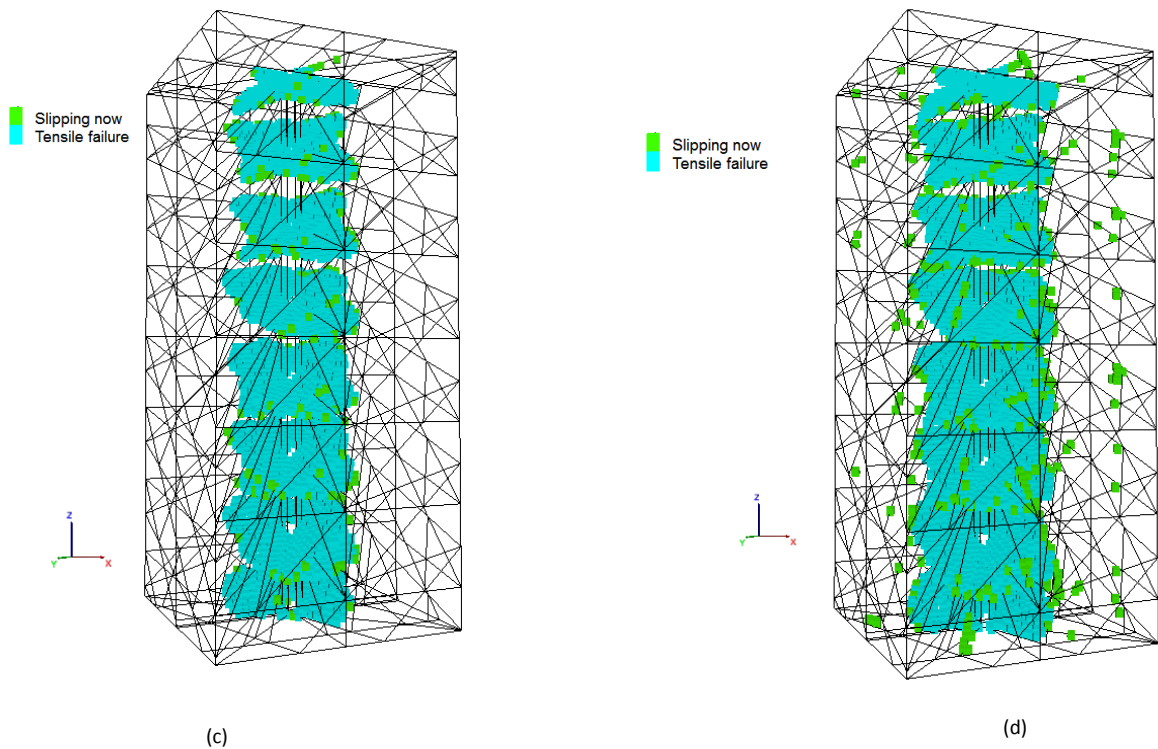 Slipping now
Tensile failure
Z
Y
X
(c)
Slipping now
Tensile failure
Z
Y
X
(d)